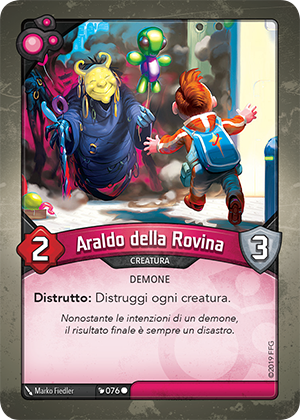 Araldo della Rovina
2
3
CREATURA
DEMONE
Distrutto: Distruggi ogni creatura.
Nonostante le intenzioni di un demone,
il risultato finale è sempre un disastro.
Marko Fiedler
076
©2019 FFG